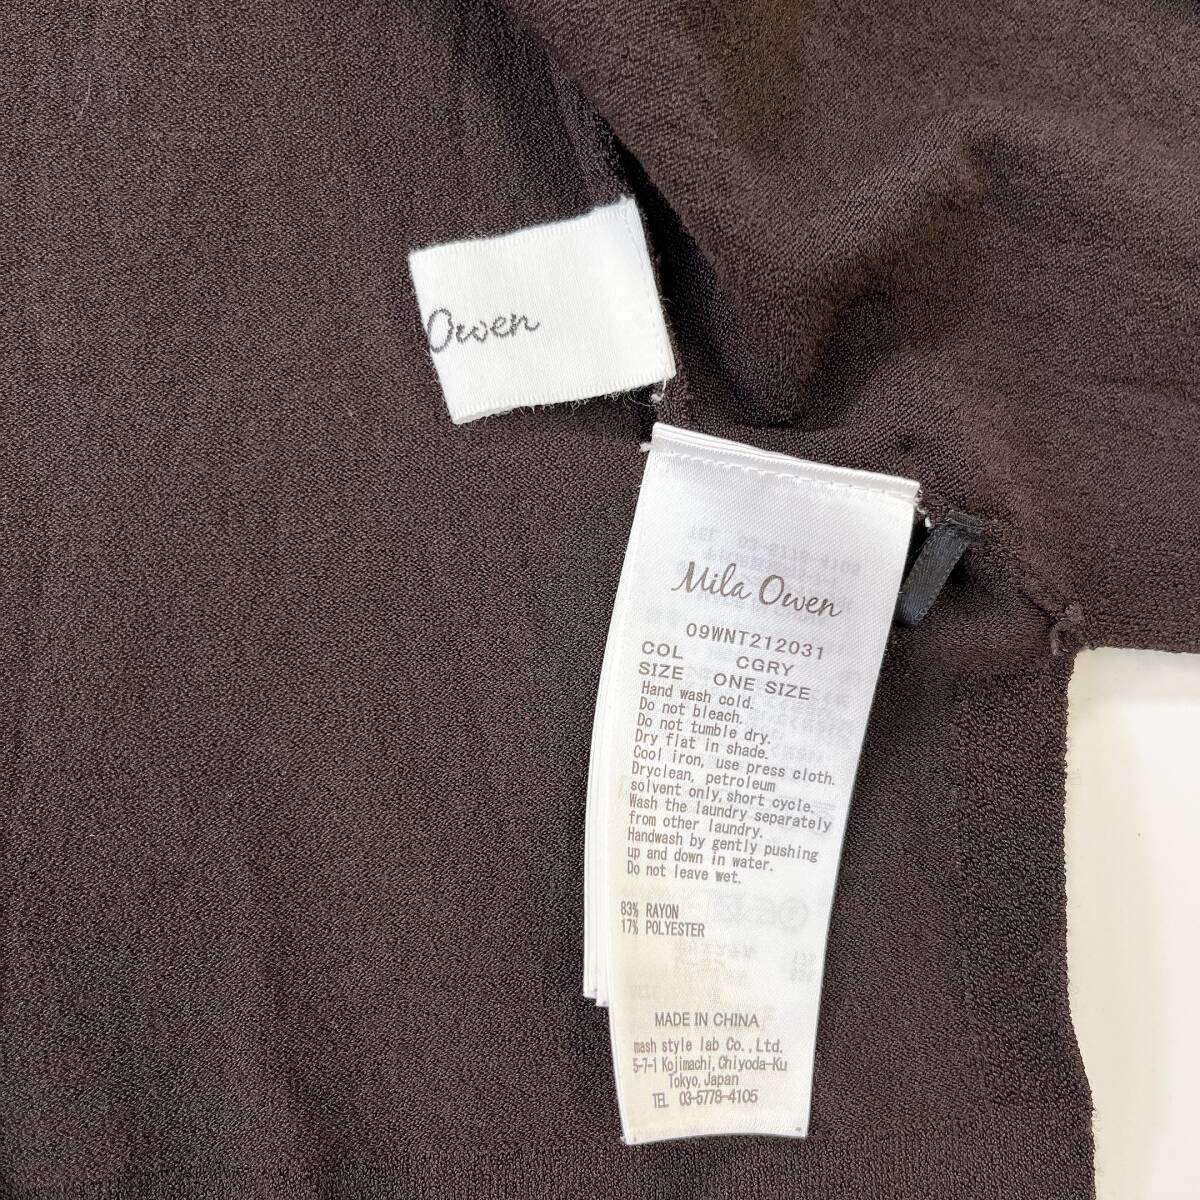 Owen
Mila Owen
09WNT212031
COL CGRY
SIZE ONE SIZE
Hand wash cold.
Do not bleach.
Do not tumble dry.
Dry flat in shade.
Cool iron, use press cloth.
Dryclean, petroleum
solvent only, short cycle.
Wash the laundry separately
from other laundry.
Handwash by gently pushing
up and down in water.
Do not leave wet.
83% RAYON
17% POLYESTER
MADE IN CHINA
mash style lab Co., Ltd.
5-7-1 Kojimachi, Chiyoda-Ku
Tokyo, Japan
TEL 03-5778-4105